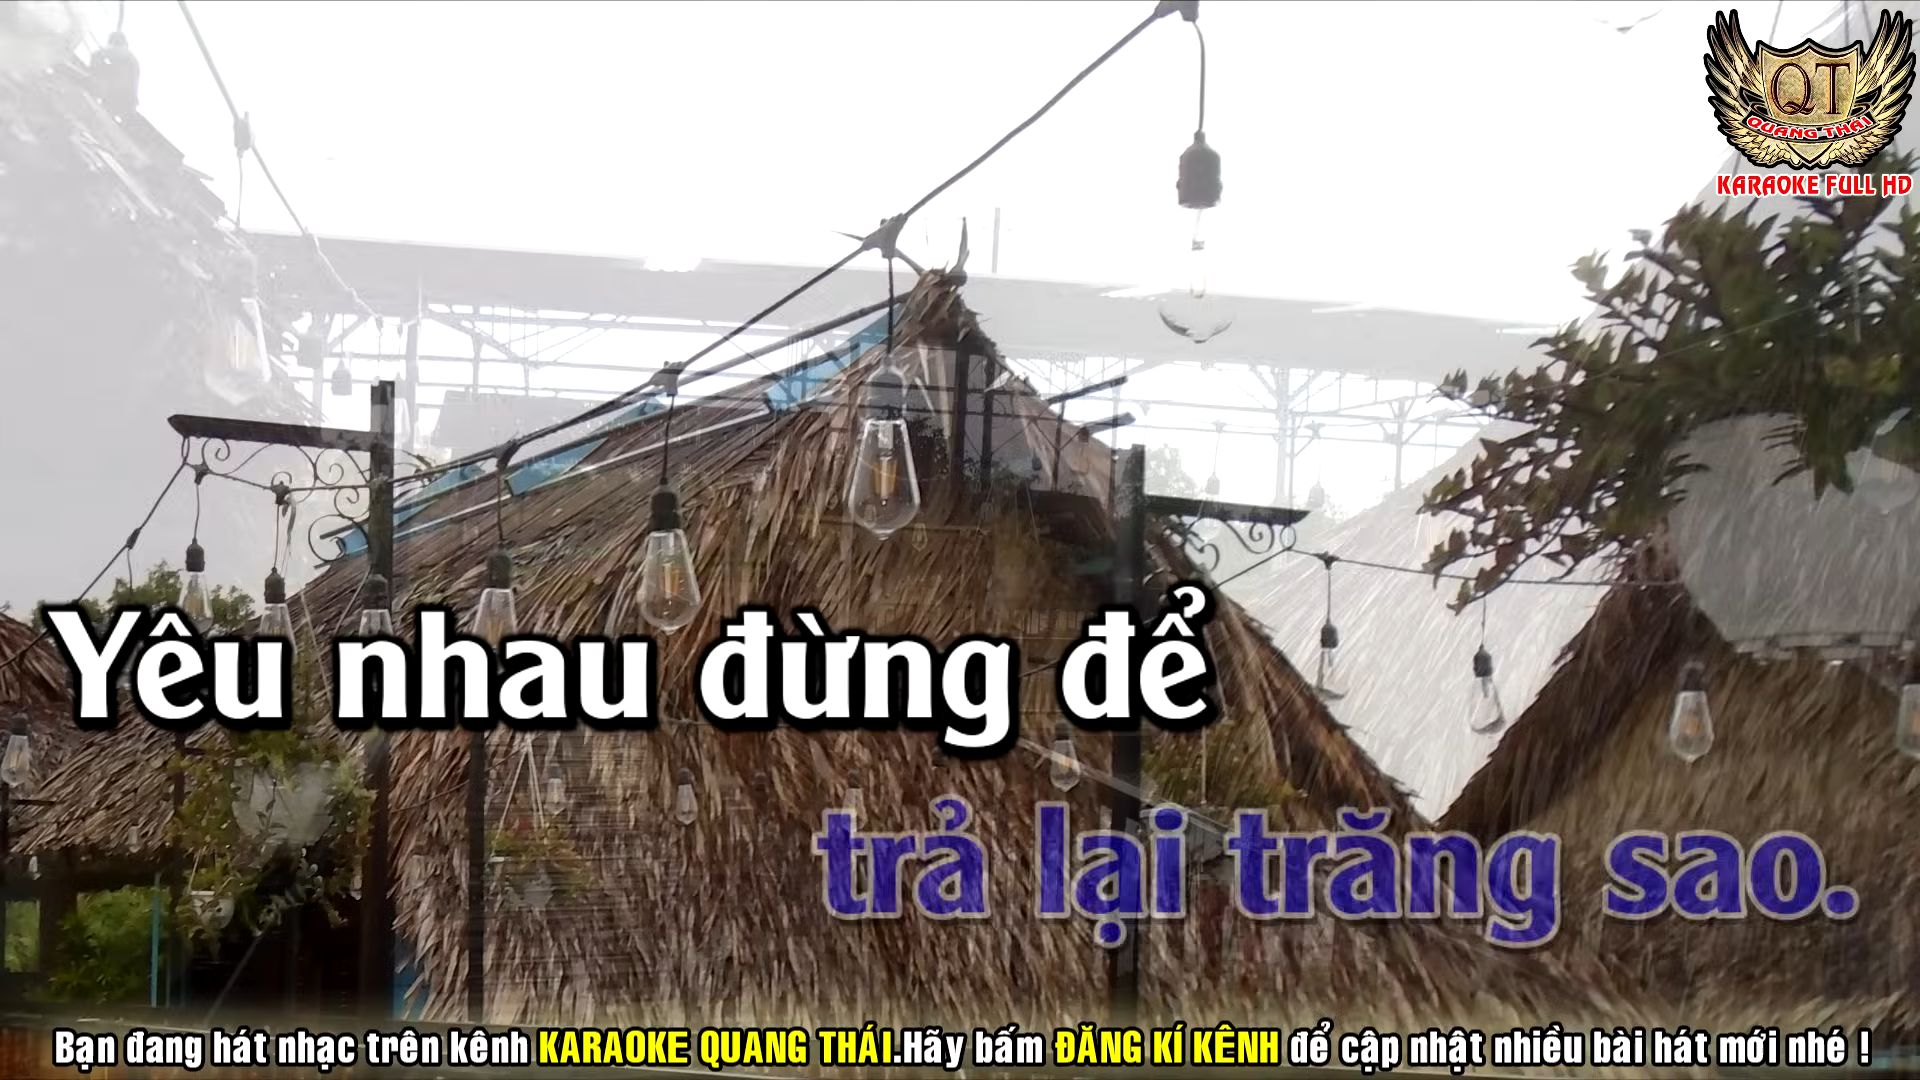 QT
QUANG THÁI
KARAOKE FULL HD
Yêu nhau đừng để
trả lại trăng sao.
Bạn đang hát nhạc trên kênh KARAOKE QUANG THÁI.Hãy bấm ĐĂNG KÍ KÊNH để cập nhật nhiều bài hát mới nhé !